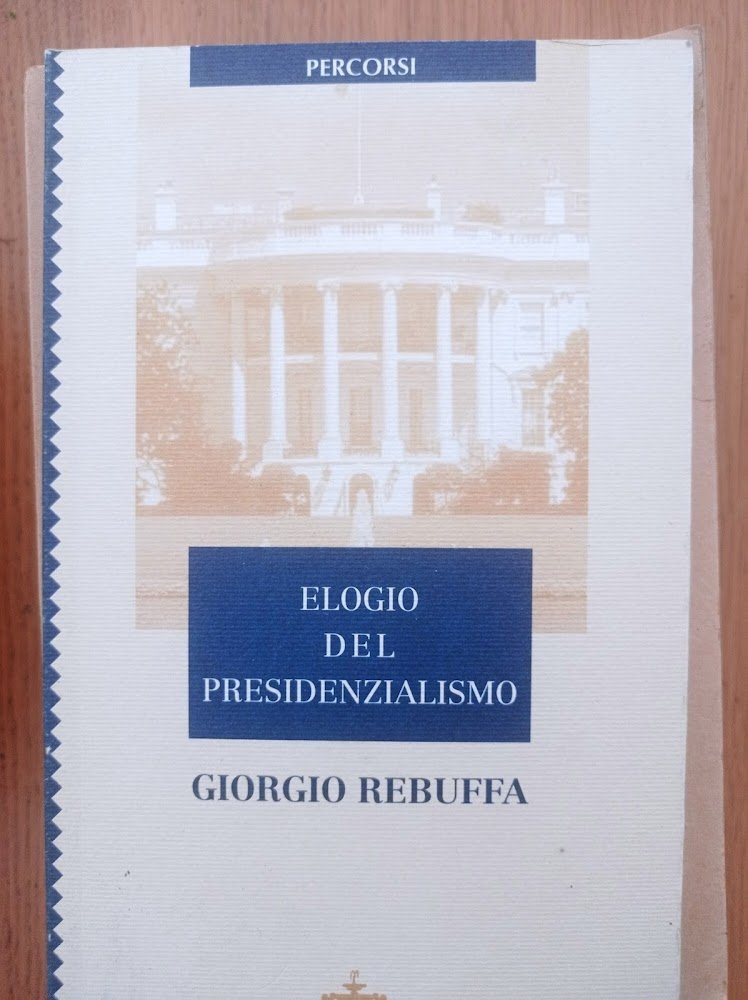 PERCORSI
ELOGIO
DEL
PRESIDENZIALISMO
GIORGIO REBUFFA